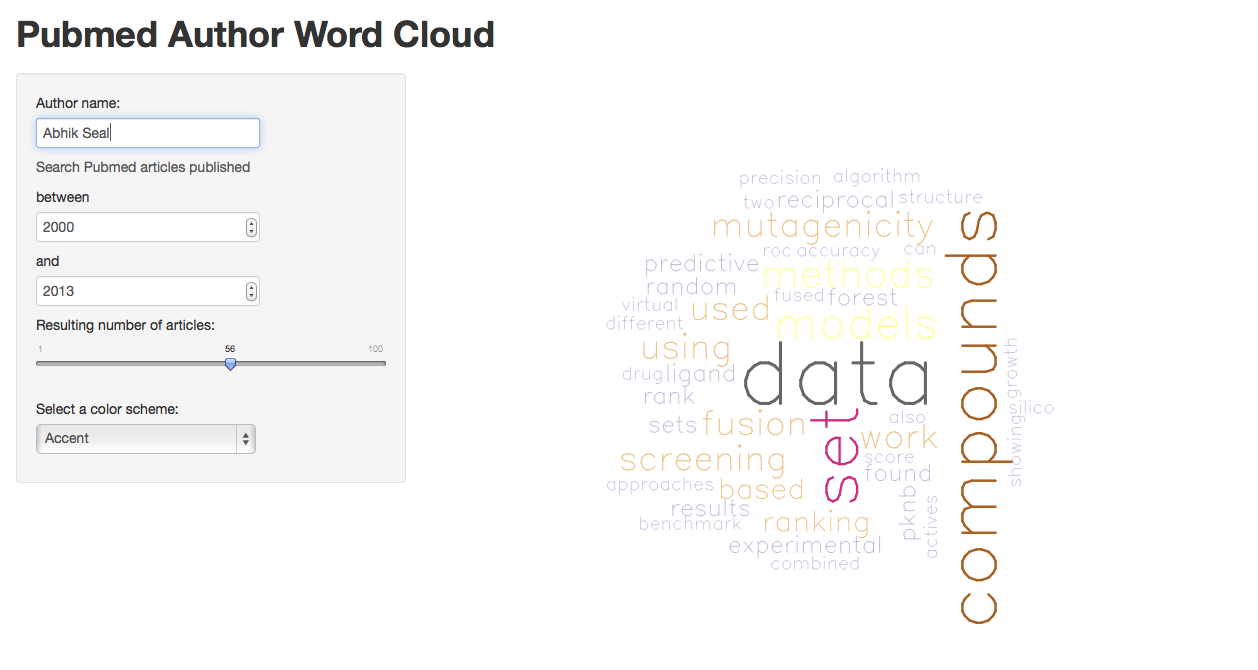 Pubmed Author Word Cloud
Author name:
Abhik Seal
Search Pubmed articles published
between
2000
and
2013
Resulting number of articles:
1 56 100
Select a color scheme:
Accent
precision algorithm
two reciprocal structure
mutagenicity
roc accuracy can
predictive methods
random fused forest
virtual used
different models
using
drug ligand data
rank
compounds
growth
silico
showing
sets fusion set also
work
screening score
found
approaches based
results
benchmark ranking pknb actives
experimental
combined